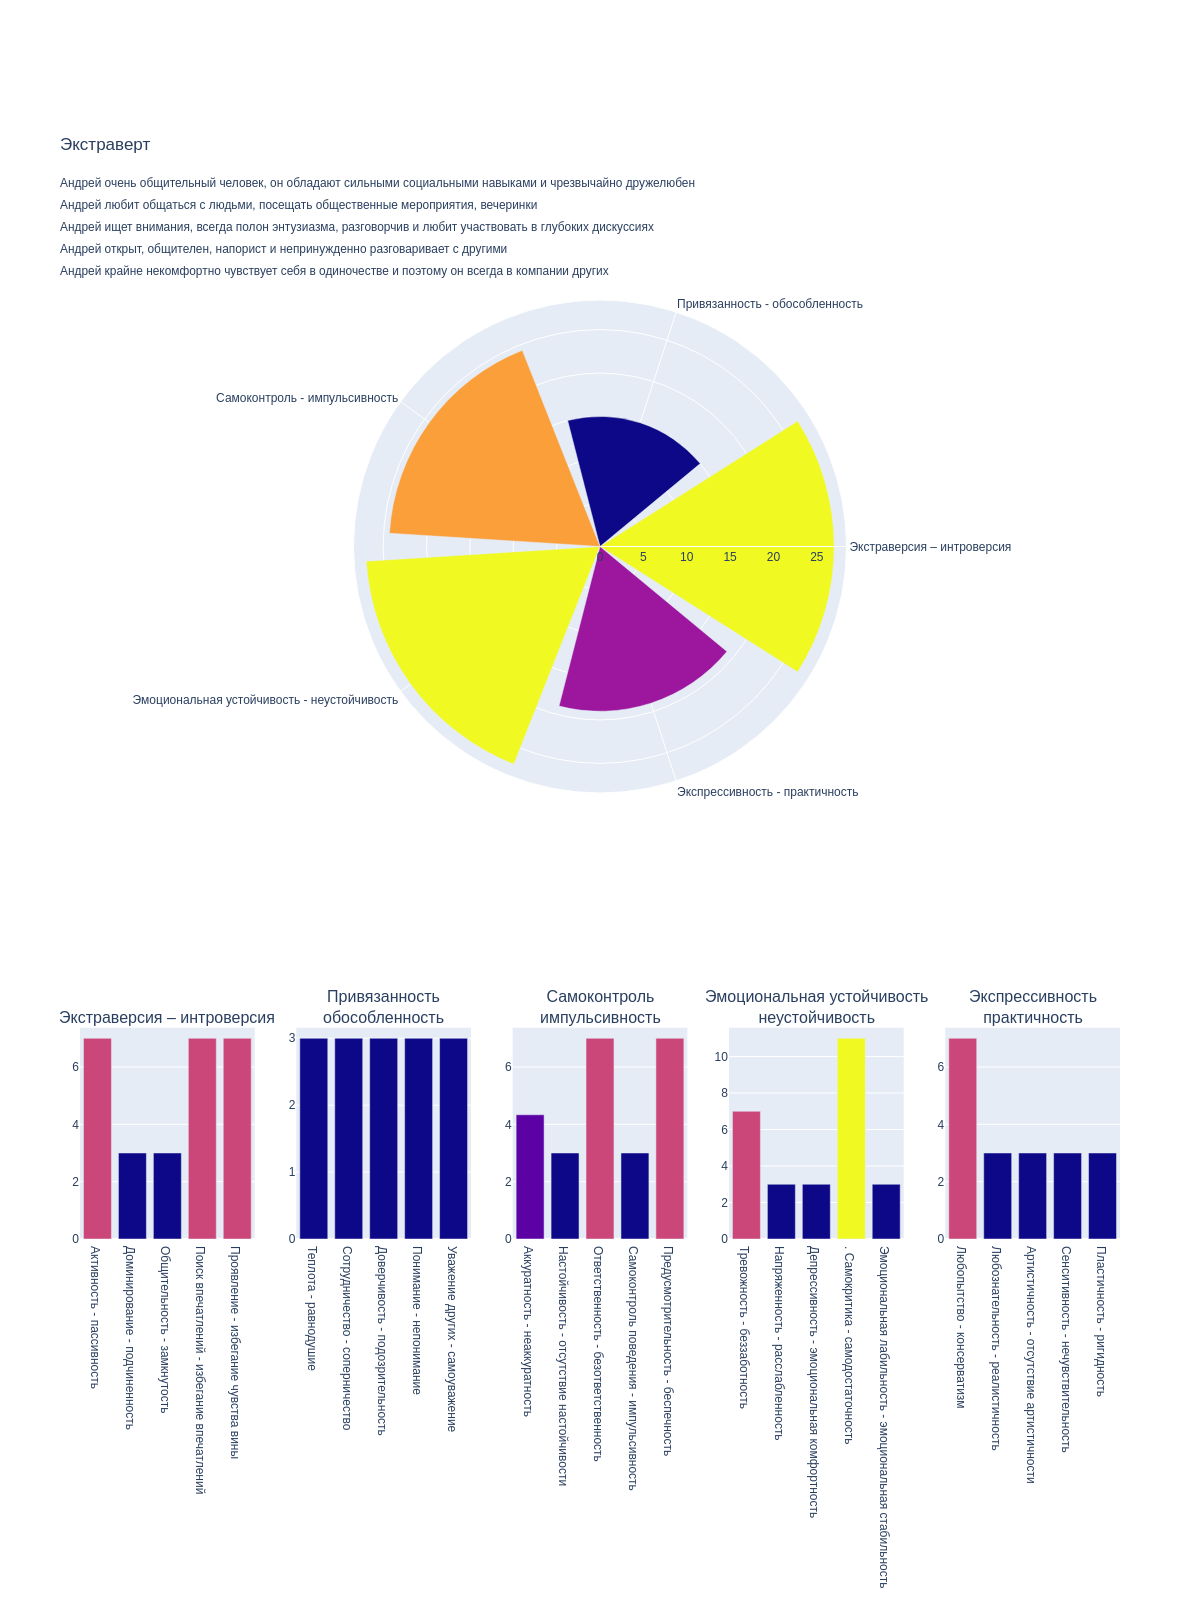 Экстраверт
Андрей очень общительный человек, он обладают сильными социальными навыками и чрезвычайно дружелюбен
Андрей любит общаться с людьми, посещать общественные мероприятия, вечеринки
Андрей ищет внимания, всегда полон энтузиазма, разговорчив и любит участвовать в глубоких дискуссиях
Андрей открыт, общителен, напорист и непринужденно разговаривает с другими
Андрей крайне некомфортно чувствует себя в одиночестве и поэтому он всегда в компании других
Привязанность - обособленность
Самоконтроль - импульсивность
Экстраверсия – интроверсия
0 5 10 15 20 25
Эмоциональная устойчивость - неустойчивость
Экспрессивность - практичность
Экстраверсия – интроверсия
6
4
2
0
Активность - пассивность
Доминирование - подчиненность
Общительность - замкнутость
Поиск впечатлений - избегание впечатлений
Проявление - избегание чувства вины
Привязанность
обособленность
3
2
1
0
Теплота - равнодушие
Сотрудничество - соперничество
Доверчивость - подозрительность
Понимание - непонимание
Уважение других - самоуважение
Самоконтроль
импульсивность
6
4
2
0
Аккуратность - неаккуратность
Настойчивость - отсутствие настойчивости
Ответственность - безответственность
Самоконтроль поведения - импульсивность
Предусмотрительность - беспечность
Эмоциональная устойчивость
неустойчивость
10
8
6
4
2
0
Тревожность - беззаботность
Напряженность - расслабленность
Депрессивность - эмоциональная комфортность
. Самокритика - самодостаточность
Эмоциональная лабильность - эмоциональная стабильность
Экспрессивность
практичность
6
4
2
0
Любопытство - консерватизм
Любознательность - реалистичность
Артистичность - отсутствие артистичности
Сенситивность - нечувствительность
Пластичность - ригидность